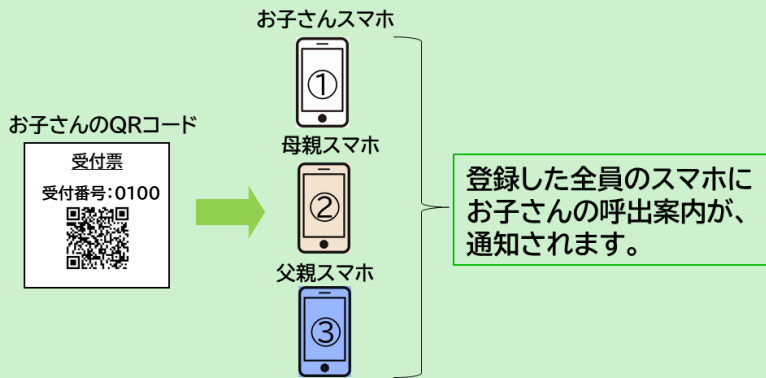 お子さんスマホ
①
お子さんのQRコード
受付票
受付番号:0100
母親スマホ
②
父親スマホ
③
登録した全員のスマホに
お子さんの呼出案内が、
通知されます。